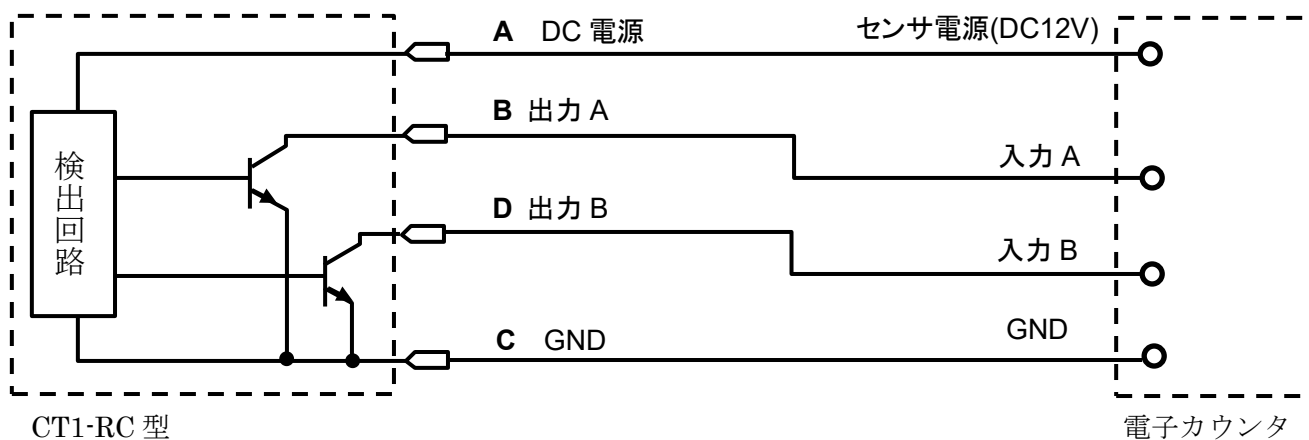 A DC 電源 センサ電源(DC12V)
B 出力 A
入力 A
検出回路
D 出力 B
入力 B
C GND GND
CT1-RC 型 電子カウンタ